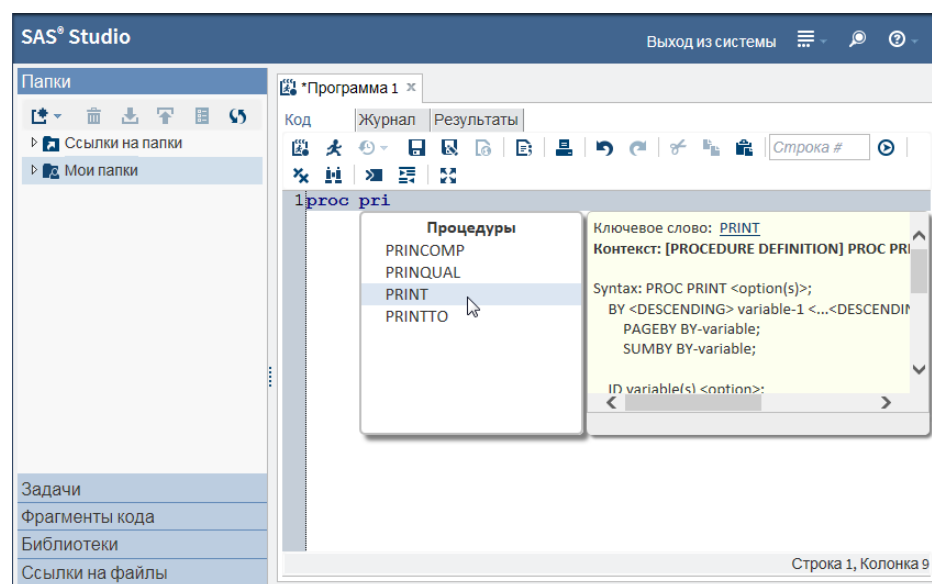 SAS® Studio
Выход из системы
Папки
Ссылки на папки
Мои папки
Задачи
Фрагменты кода
Библиотеки
Ссылки на файлы
*Программа 1 x
Код Журнал Результаты
Строка #
1 proc pri
Процедуры
PRINCOMP
PRINQUAL
PRINT
PRINTTO
Ключевое слово: PRINT
Контекст: [PROCEDURE DEFINITION] PROC PRI
Syntax: PROC PRINT <option(s)>;
BY <DESCENDING> variable-1 <...<DESCENDIN
PAGEBY BY-variable;
SUMBY BY-variable;
ID variable(s) <option>;
Строка 1, Колонка 9